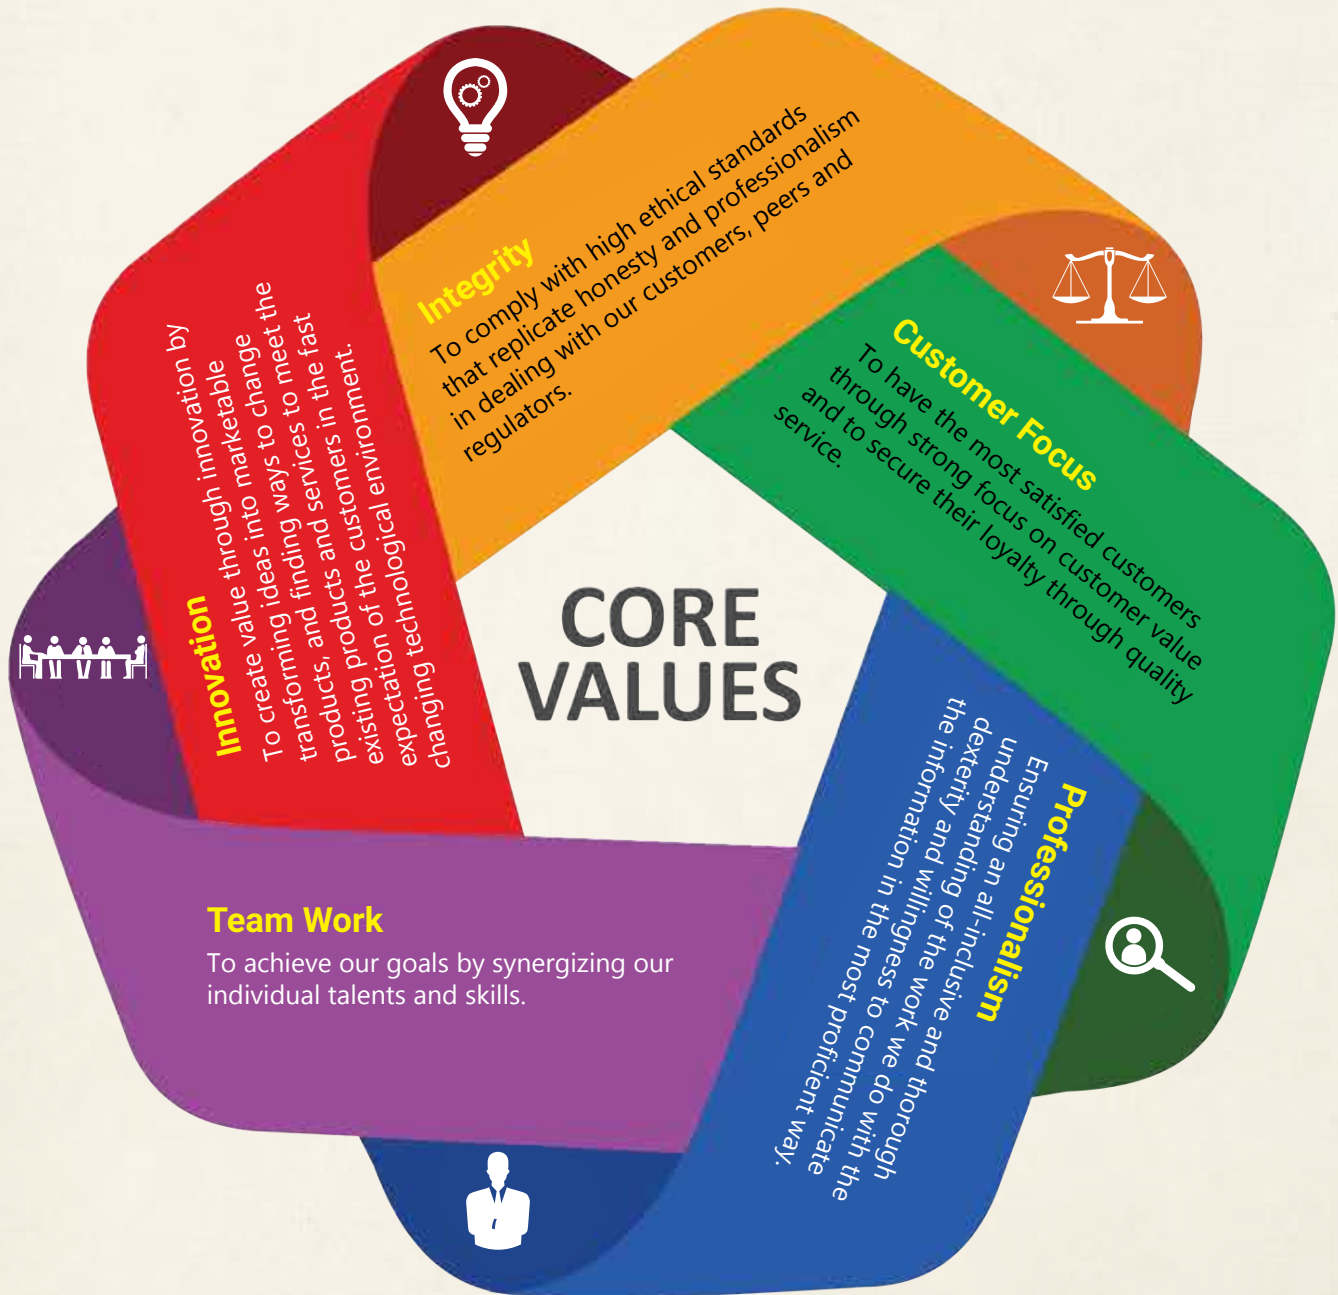 CORE
VALUES
Integrity
To comply with high ethical standards
that replicate honesty and professionalism
in dealing with our customers, peers and
regulators.
Customer Focus
To have the most satisfied customers
through strong focus on customer value
and to secure their loyalty through quality
service.
Professionalism
Ensuring an all-inclusive and thorough
understanding of the work we do with the
dexterity and willingness to communicate
the information in the most proficient way.
Team Work
To achieve our goals by synergizing our
individual talents and skills.
Innovation
To create value through innovation by
transforming ideas into marketable
products, and finding ways to change
existing products and services to meet the
expectation of the customers in the fast
changing technological environment.